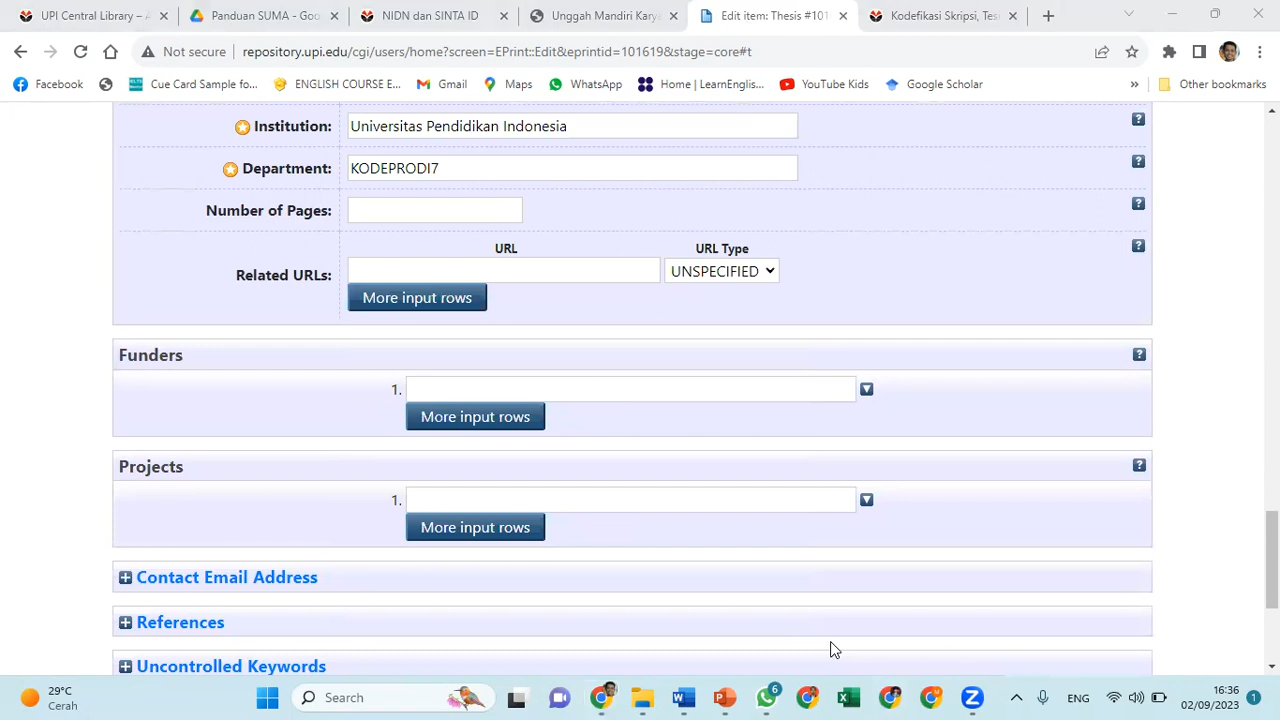 UPI Central Library –
Panduan SUMA - Goo
NIDN dan SINTA ID
Unggah Mandiri Karya
Edit item: Thesis #101
Kodefikasi Skripsi, Tes
Not secure
repository.upi.edu/cgi/users/home?screen=EPrint::Edit&eprintid=101619&stage=core#t
Facebook
Cue Card Sample fo...
ENGLISH COURSE E...
Gmail
Maps
WhatsApp
Home | LearnEnglis...
YouTube Kids
Google Scholar
»
Other bookmarks
Institution:
Universitas Pendidikan Indonesia
?
Department:
KODEPRODI7
?
Number of Pages:
?
URL
URL Type
?
Related URLs:
UNSPECIFIED
More input rows
Funders
?
1.
More input rows
Projects
?
1.
More input rows
Contact Email Address
References
Uncontrolled Keywords
29°C
Cerah
Search
6
ENG
16:36
02/09/2023
1